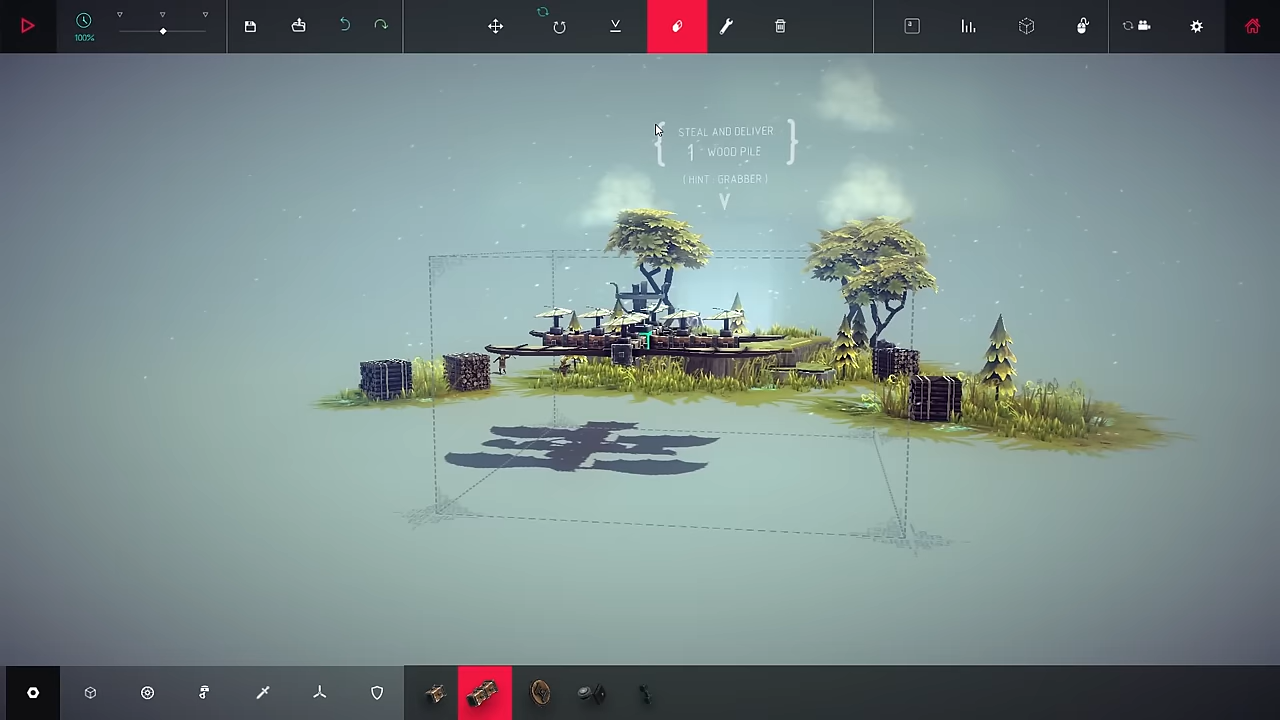 100%
STEAL AND DELIVER
1 WOOD PILE
( HINT : GRABBER )